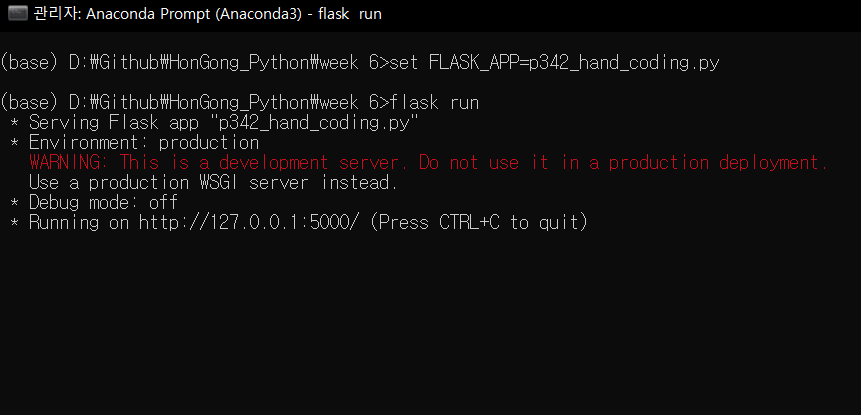 관리자: Anaconda Prompt (Anaconda3) - flask  run
(base) D:₩Github₩HonGong_Python₩week 6>set FLASK_APP=p342_hand_coding.py
(base) D:₩Github₩HonGong_Python₩week 6>flask run
 * Serving Flask app "p342_hand_coding.py"
 * Environment: production
   WARNING: This is a development server. Do not use it in a production deployment.
   Use a production WSGI server instead.
 * Debug mode: off
 * Running on http://127.0.0.1:5000/ (Press CTRL+C to quit)